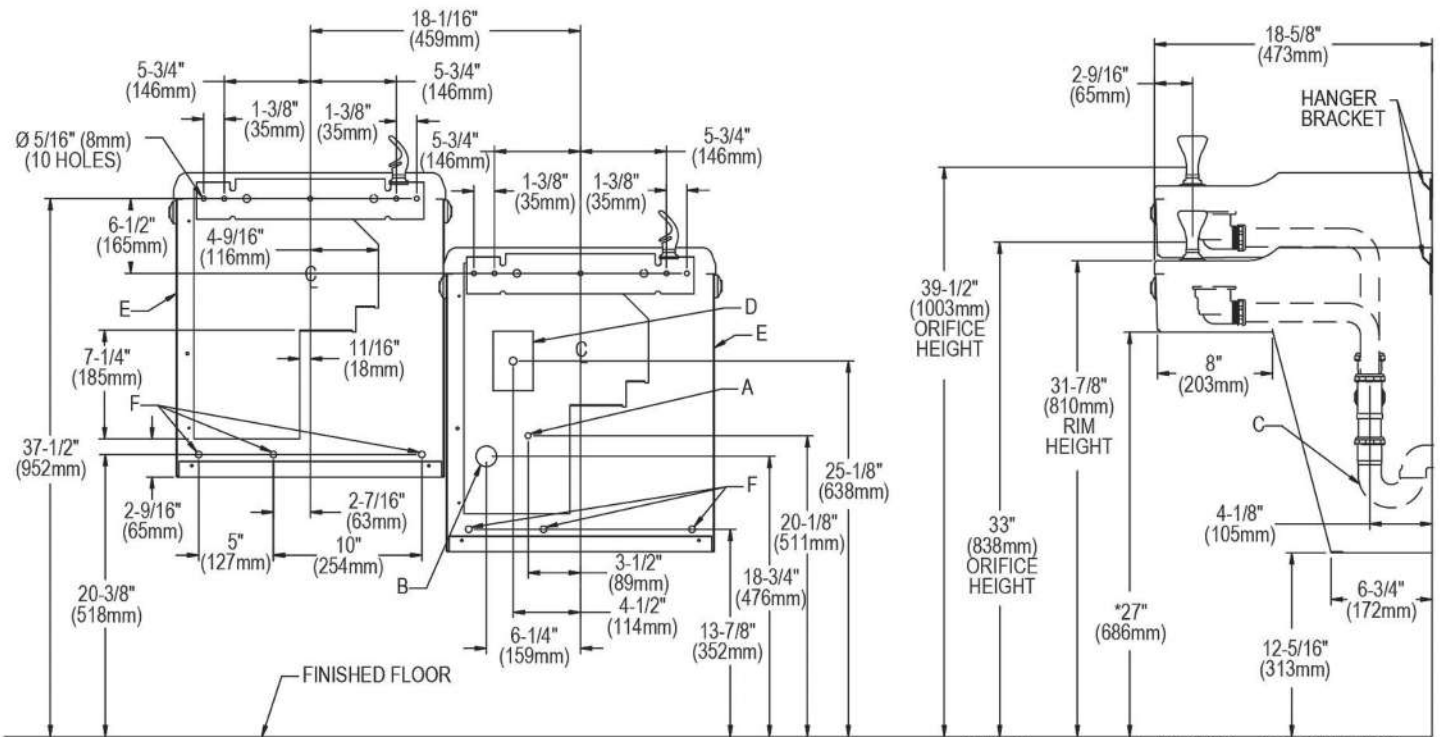 18-1/16"
(459mm)
5-3/4"
(146mm)
5-3/4"
(146mm)
1-3/8"
(35mm)
1-3/8"
(35mm)
Ø 5/16" (8mm)
(10 HOLES)
5-3/4"
(146mm)
5-3/4"
(146mm)
1-3/8"
(35mm)
1-3/8"
(35mm)
6-1/2"
(165mm)
4-9/16"
(116mm)
C
L
E
D
C
L
E
7-1/4"
(185mm)
11/16"
(18mm)
A
F
37-1/2"
(952mm)
25-1/8"
(638mm)
2-9/16"
(65mm)
2-7/16"
(63mm)
F
20-1/8"
(511mm)
5"
(127mm)
10"
(254mm)
3-1/2"
(89mm)
18-3/4"
(476mm)
B
4-1/2"
(114mm)
20-3/8"
(518mm)
6-1/4"
(159mm)
13-7/8"
(352mm)
FINISHED FLOOR
18-5/8"
(473mm)
2-9/16"
(65mm)
HANGER
BRACKET
39-1/2"
(1003mm)
ORIFICE
HEIGHT
8"
(203mm)
31-7/8"
(810mm)
RIM
HEIGHT
C
33"
(838mm)
ORIFICE
HEIGHT
4-1/8"
(105mm)
*27"
(686mm)
6-3/4"
(172mm)
12-5/16"
(313mm)